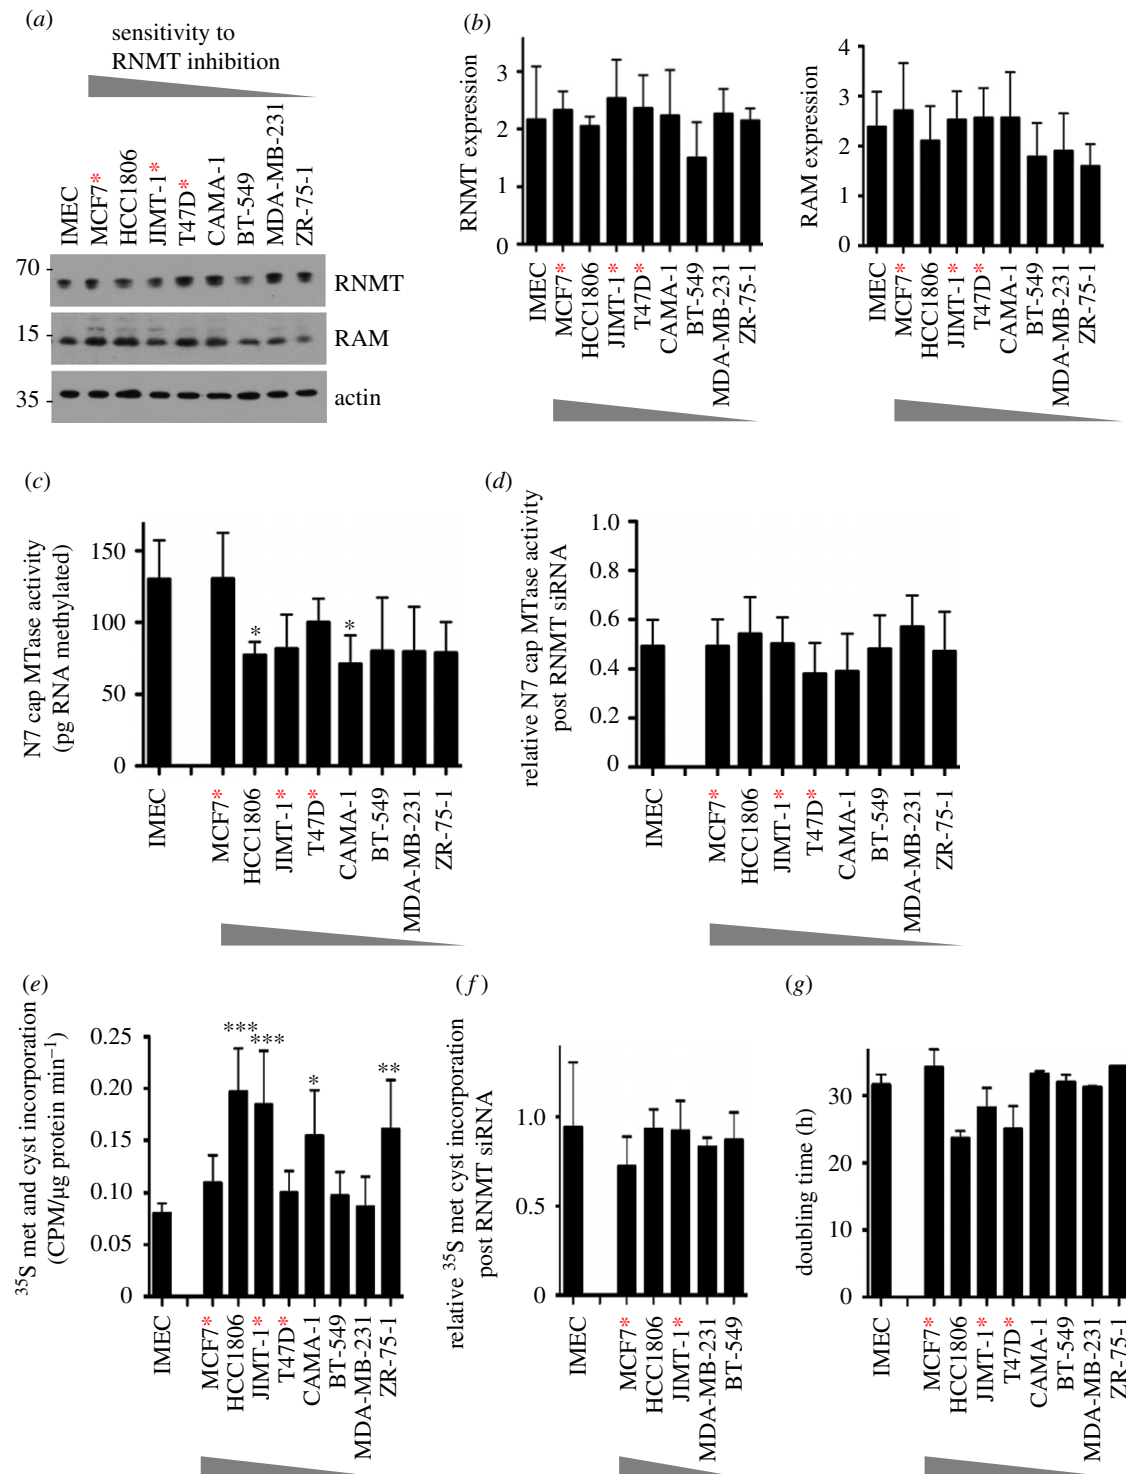 (a)
sensitivity to
RNMT inhibition
IMEC
MCF7*
HCC1806
JIMT-1*
T47D*
CAMA-1
BT-549
MDA-MB-231
ZR-75-1
70
RNMT
15
RAM
35
actin
(b)
RNMT expression
3
2
1
0
IMEC
MCF7*
HCC1806
JIMT-1*
T47D*
CAMA-1
BT-549
MDA-MB-231
ZR-75-1
RAM expression
4
3
2
1
0
IMEC
MCF7*
HCC1806
JIMT-1*
T47D*
CAMA-1
BT-549
MDA-MB-231
ZR-75-1
(c)
N7 cap MTase activity
(pg RNA methylated)
150
100
50
0
*
*
IMEC
MCF7*
HCC1806
JIMT-1*
T47D*
CAMA-1
BT-549
MDA-MB-231
ZR-75-1
(d)
relative N7 cap MTase activity
post RNMT siRNA
1.0
0.8
0.6
0.4
0.2
0
IMEC
MCF7*
HCC1806
JIMT-1*
T47D*
CAMA-1
BT-549
MDA-MB-231
ZR-75-1
(e)
³⁵S met and cyst incorporation
(CPM/µg protein min⁻¹)
0.25
0.20
0.15
0.10
0.05
0
***
***
*
**
IMEC
MCF7*
HCC1806
JIMT-1*
T47D*
CAMA-1
BT-549
MDA-MB-231
ZR-75-1
(f)
relative ³⁵S met cyst incorporation
post RNMT siRNA
1.0
0.5
0
IMEC
MCF7*
HCC1806
JIMT-1*
MDA-MB-231
BT-549
(g)
doubling time (h)
30
20
10
0
IMEC
MCF7*
HCC1806
JIMT-1*
T47D*
CAMA-1
BT-549
MDA-MB-231
ZR-75-1